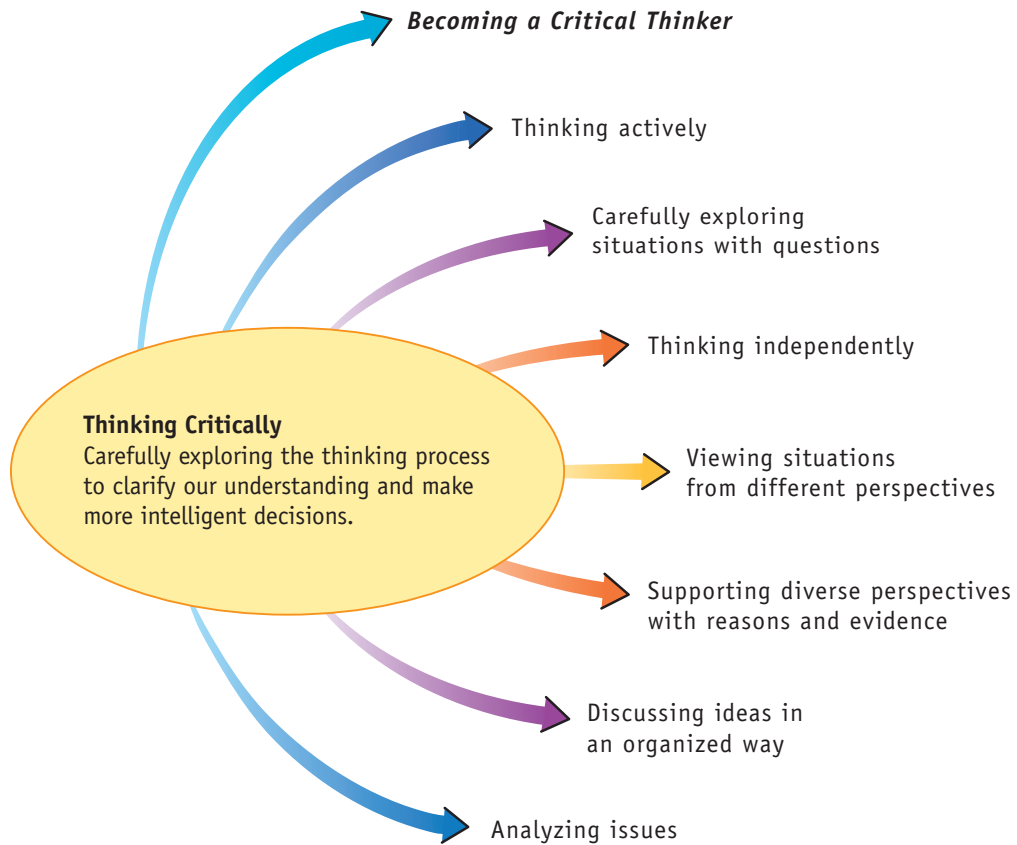 Becoming a Critical Thinker
Thinking actively
Carefully exploring
situations with questions
Thinking independently
Thinking Critically
Carefully exploring the thinking process
to clarify our understanding and make
more intelligent decisions.
Viewing situations
from different perspectives
Supporting diverse perspectives
with reasons and evidence
Discussing ideas in
an organized way
Analyzing issues